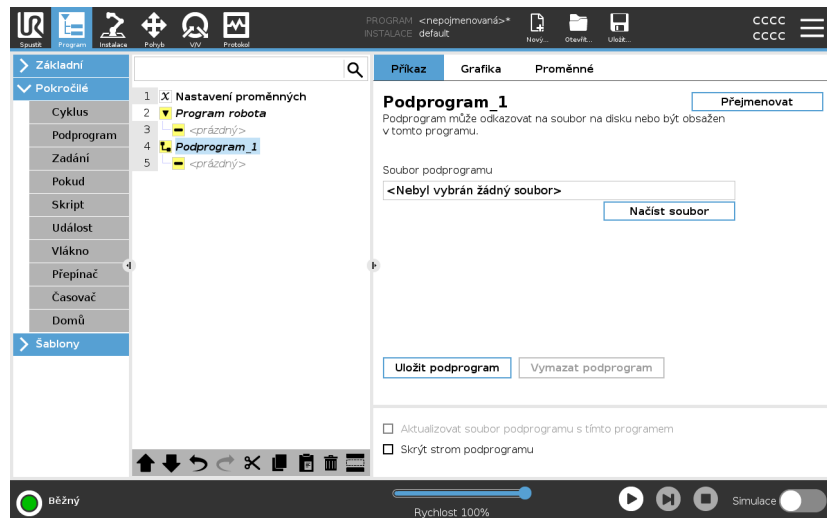 PROGRAM <nepojmenovaná>*
INSTALACE default
CCCC
CCCC
Spustit Program Instalace Pohyb V/V Protokol Nový... Otevřít... Uložit...
Základní
Pokročilé
Cyklus
Podprogram
Zadání
Pokud
Skript
Událost
Vlákno
Přepínač
Časovač
Domů
Šablony
1 X Nastavení proměnných
2 Program robota
3 <prázdný>
4 Podprogram_1
5 <prázdný>
Příkaz Grafika Proměnné
Podprogram_1 Přejmenovat
Podprogram může odkazovat na soubor na disku nebo být obsažen
v tomto programu.
Soubor podprogramu
<Nebyl vybrán žádný soubor>
Načíst soubor
Uložit podprogram Vymazat podprogram
Aktualizovat soubor podprogramu s tímto programem
Skrýt strom podprogramu
Běžný
Rychlost 100%
Simulace